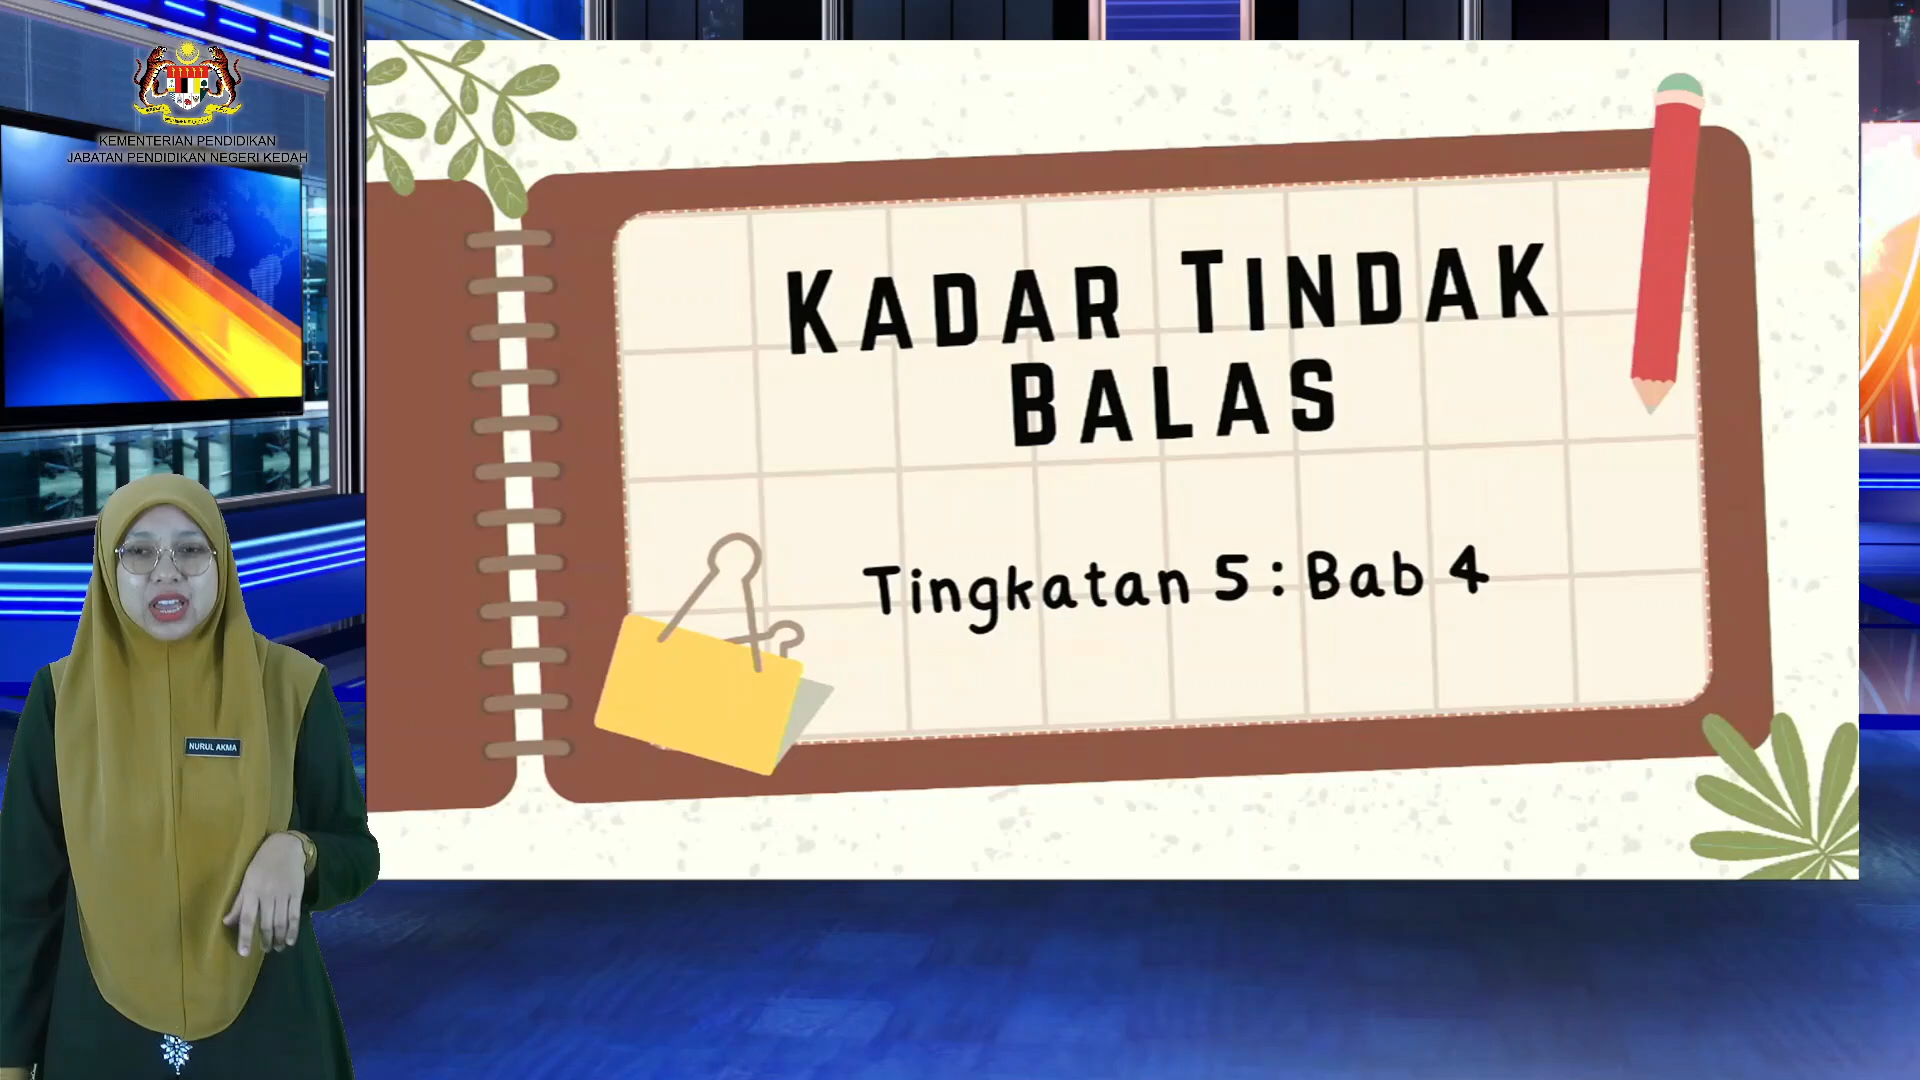 KEMENTERIAN PENDIDIKAN
JABATAN PENDIDIKAN NEGERI KEDAH
KADAR TINDAK
BALAS
Tingkatan 5 : Bab 4
NURUL AKMA